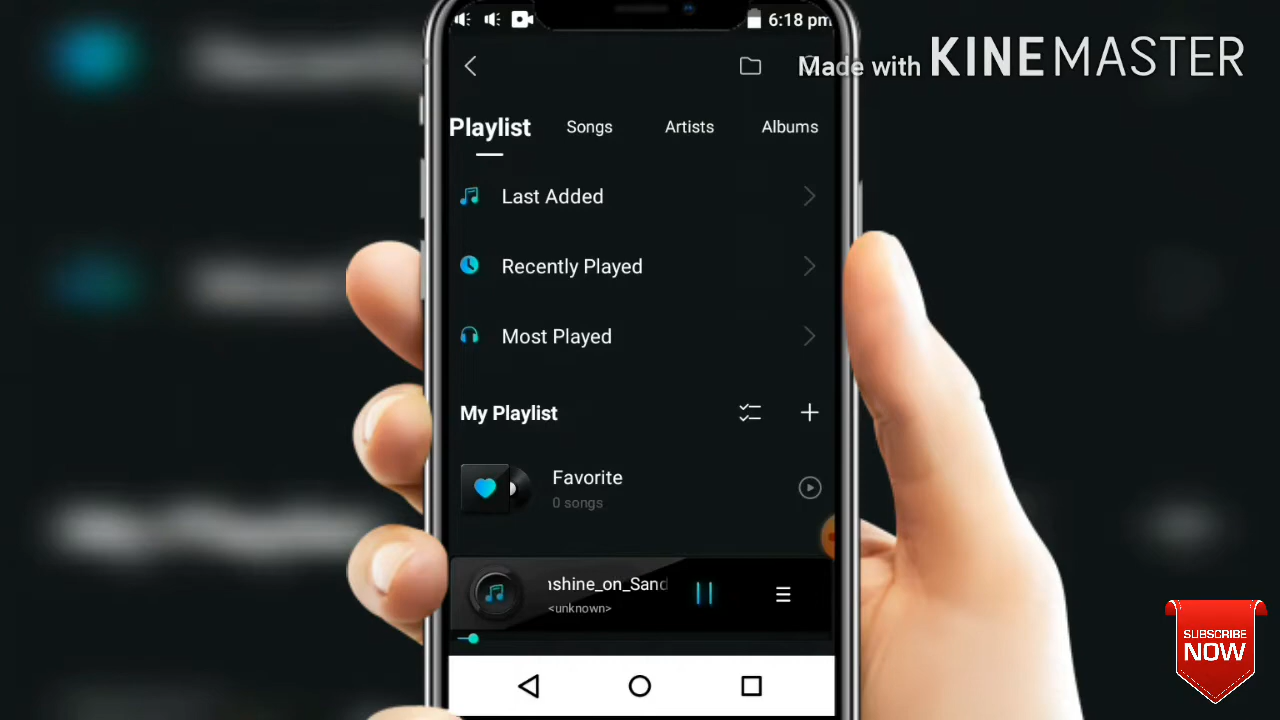 6:18 pm
Made with KINEMASTER
Playlist
Songs
Artists
Albums
Last Added
Recently Played
Most Played
My Playlist
Favorite
0 songs
nshine_on_Sand
<unknown>
SUBSCRIBE
NOW